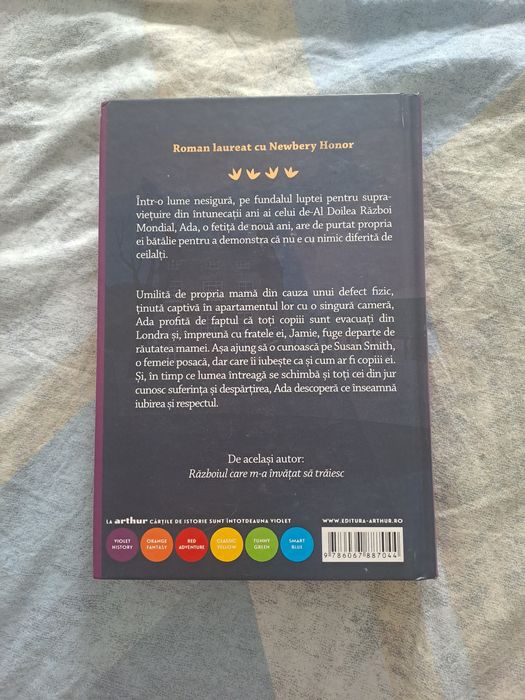 Roman laureat cu Newbery Honor
Într-o lume nesigură, pe fundalul luptei pentru supra-
viețuire din întunecații ani ai celui de-Al Doilea Război
Mondial, Ada, o fetiță de nouă ani, are de purtat propria
ei bătălie pentru a demonstra că nu e cu nimic diferită de
ceilalți.
Umilită de propria mamă din cauza unui defect fizic,
ținută captivă în apartamentul lor cu o singură cameră,
Ada profită de faptul că toți copiii sunt evacuați din
Londra și, împreună cu fratele ei, Jamie, fuge departe de
răutatea mamei. Așa ajung să o cunoască pe Susan Smith,
o femeie posacă, dar care îi iubește ca și cum ar fi copiii ei.
Și, în timp ce lumea întreagă se schimbă și toți cei din jur
cunosc suferința și despărțirea, Ada descoperă ce înseamnă
iubirea și respectul.
De același autor:
Războiul care m-a învățat să trăiesc
LA arthur CĂRȚILE DE ISTORIE SUNT ÎNTOTDEAUNA VIOLET
WWW.EDITURA-ARTHUR.RO
VIOLET HISTORY
ORANGE FANTASY
RED ADVENTURE
CLASSIC YELLOW
FUNNY GREEN
SMART BLUE
9 786067 887044